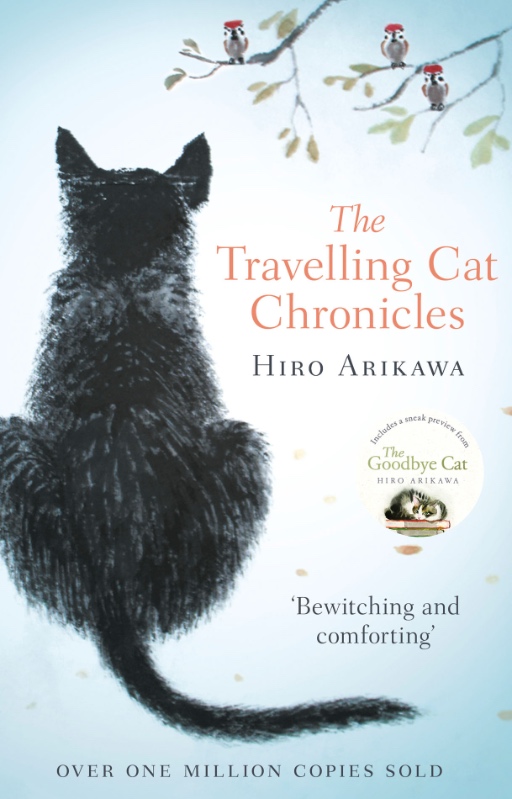 The
Travelling Cat
Chronicles
HIRO ARIKAWA
Includes a sneak preview from
The
Goodbye Cat
HIRO ARIKAWA
‘Bewitching and
comforting’
OVER ONE MILLION COPIES SOLD